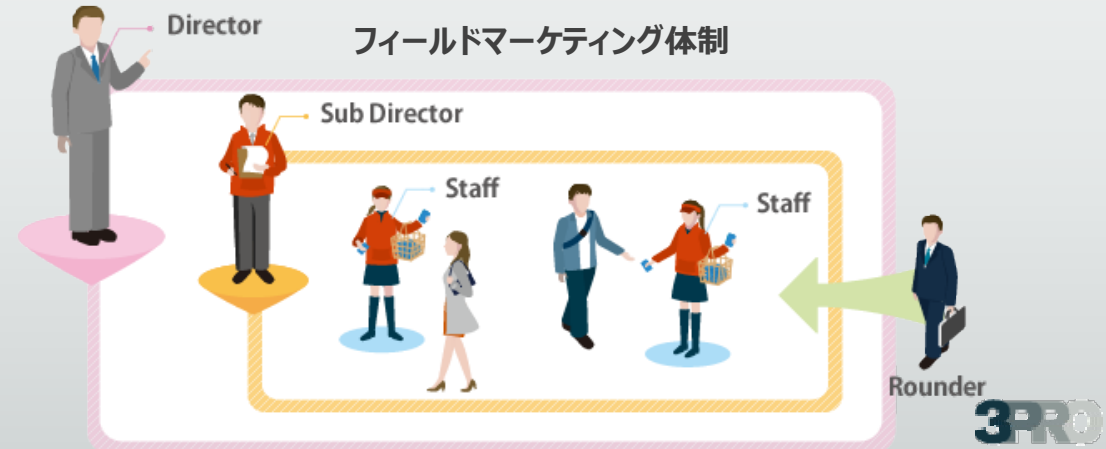 Director
フィールドマーケティング体制
Sub Director
Staff
Staff
Rounder
3PRO